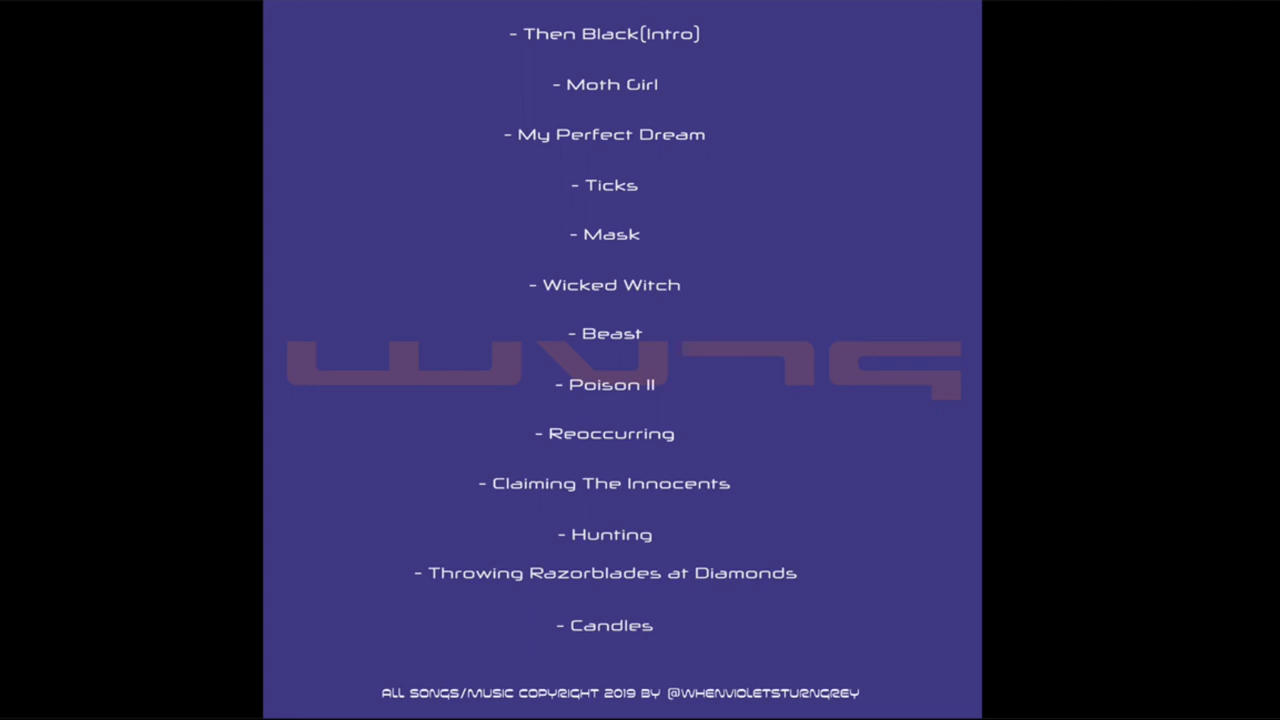 - Then Black(Intro)
- Moth Girl
- My Perfect Dream
- Ticks
- Mask
- Wicked Witch
- Beast
wvtg
- Poison II
- Reoccurring
- Claiming The Innocents
- Hunting
- Throwing Razorblades at Diamonds
- Candles
ALL SONGS/MUSIC COPYRIGHT 2019 BY @WHENVIOLETSTURNGREY